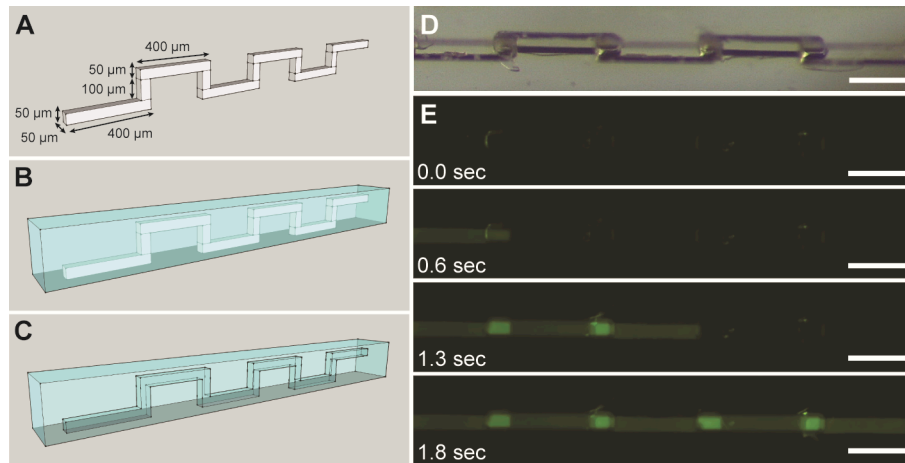 A
400 µm
50 µm
100 µm
50 µm
50 µm
400 µm
B
C
D
E
0.0 sec
0.6 sec
1.3 sec
1.8 sec